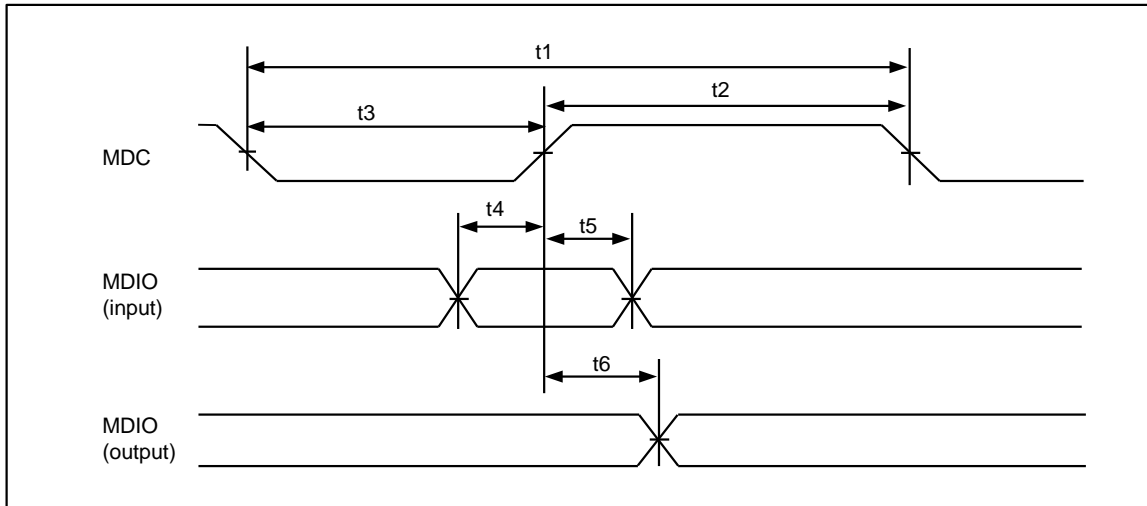 t1
t2
t3
MDC
t4
t5
MDIO
(input)
t6
MDIO
(output)